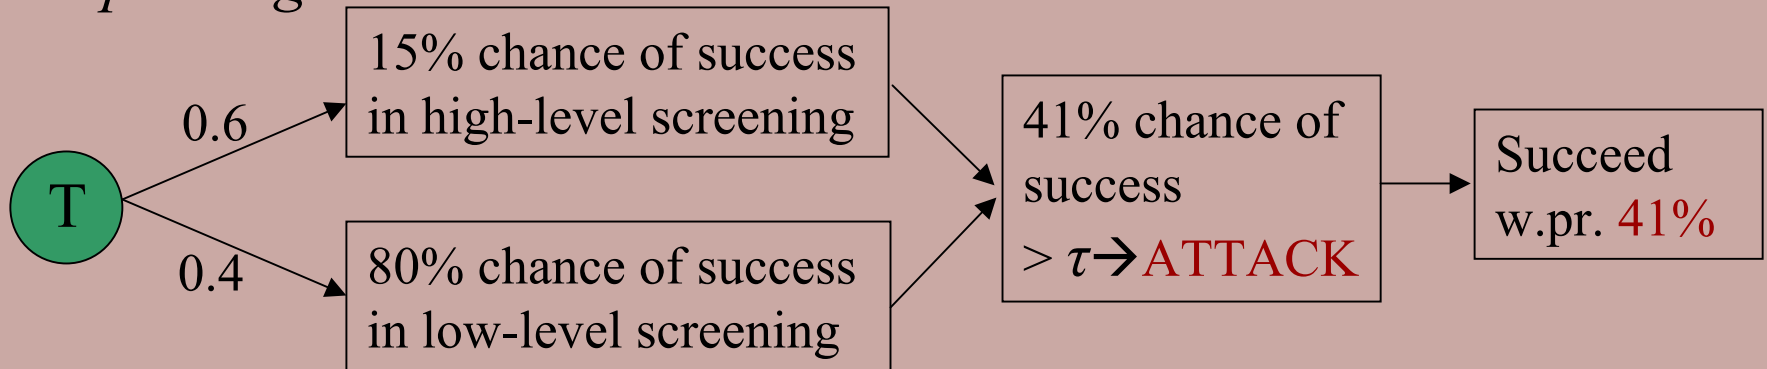 0.6
15% chance of success
in high-level screening
T
0.4
80% chance of success
in low-level screening
41% chance of
success
> τ→ATTACK
Succeed
w.pr. 41%